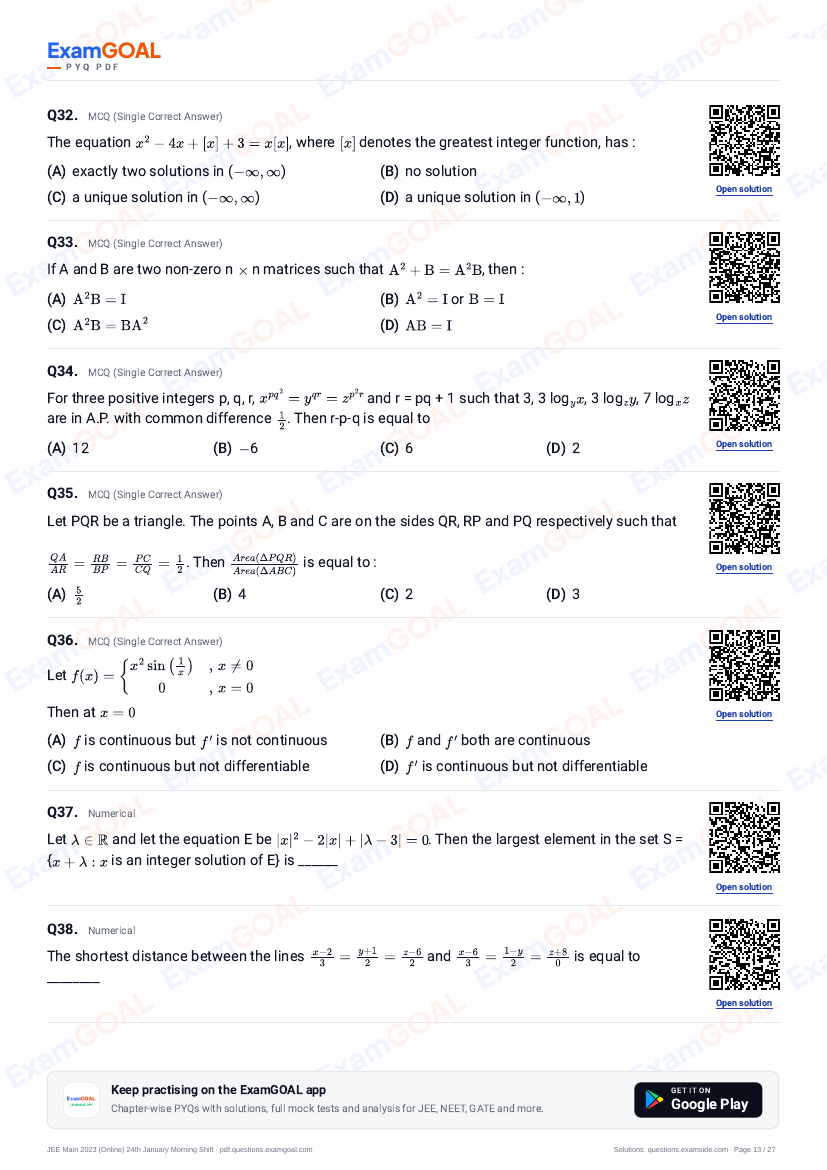 ExamGOAL
PYQ PDF
Q32. MCQ (Single Correct Answer)
The equation x² − 4x + [x] + 3 = x[x], where [x] denotes the greatest integer function, has :
(A) exactly two solutions in (−∞, ∞)
(B) no solution
(C) a unique solution in (−∞, ∞)
(D) a unique solution in (−∞, 1)
Open solution
Q33. MCQ (Single Correct Answer)
If A and B are two non-zero n × n matrices such that A² + B = A²B, then :
(A) A²B = I
(B) A² = I or B = I
(C) A²B = BA²
(D) AB = I
Open solution
Q34. MCQ (Single Correct Answer)
For three positive integers p, q, r, x^{pq²} = y^{qr} = z^{p²r} and r = pq + 1 such that 3, 3 log_y x, 3 log_z y, 7 log_x z
are in A.P. with common difference 1/2. Then r-p-q is equal to
(A) 12 (B) −6 (C) 6 (D) 2
Open solution
Q35. MCQ (Single Correct Answer)
Let PQR be a triangle. The points A, B and C are on the sides QR, RP and PQ respectively such that
QA/AR = RB/BP = PC/CQ = 1/2. Then Area(ΔPQR)/Area(ΔABC) is equal to :
(A) 5/2 (B) 4 (C) 2 (D) 3
Open solution
Q36. MCQ (Single Correct Answer)
Let f(x) = { x² sin (1/x) , x ≠ 0
0 , x = 0
Then at x = 0
(A) f is continuous but f′ is not continuous
(B) f and f′ both are continuous
(C) f is continuous but not differentiable
(D) f′ is continuous but not differentiable
Open solution
Q37. Numerical
Let λ ∈ ℝ and let the equation E be |x|² − 2|x| + |λ − 3| = 0. Then the largest element in the set S =
{x + λ : x is an integer solution of E} is ______
Open solution
Q38. Numerical
The shortest distance between the lines (x−2)/3 = (y+1)/2 = (z−6)/2 and (x−6)/3 = (1−y)/2 = (z+8)/0 is equal to
________
Open solution
Keep practising on the ExamGOAL app
Chapter-wise PYQs with solutions, full mock tests and analysis for JEE, NEET, GATE and more.
GET IT ON
Google Play
JEE Main 2023 (Online) 24th January Morning Shift · pdf.questions.examgoal.com
Solutions: questions.examside.com · Page 13 / 27